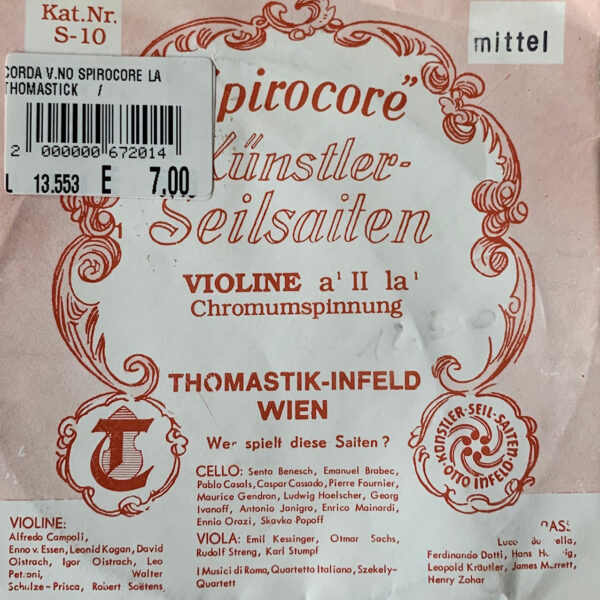 Kat.Nr.
S-10
mittel
CORDA V.NO SPIROCORE LA
THOMASTICK /
2 000000 672014
13.553 E 7,00
pirocore"
Künstler-
Seilsaiten
VIOLINE a¹ II la¹
Chromumspinnung
THOMASTIK-INFELD
WIEN
Wer spielt diese Saiten?
CELLO: Senta Benesch, Emanuel Brabec,
Pablo Casals, Caspar Cassado, Pierre Fournier,
Maurice Gendron, Ludwig Hoelscher, Georg
Ivanoff, Antonio Janigro, Enrico Mainardi,
Ennio Orazi, Skavko Popoff
VIOLA: Emil Kessinger, Otmar Sachs,
Rudolf Streng, Karl Stumpf
I Musici di Roma, Quartetto Italiano, Szekely-
Quartett
KÜNSTLER-SEIL-SAITEN
OTTO INFELD
VIOLINE:
Alfredo Campoli,
Enno v. Essen, Leonid Kogan, David
Oistrach, Igor Oistrach, Leo
Walter
Schulze-Prisca, Robert Soëtens
BASS
Luca
Ferdinando Dotti, Hans
Leopold Kräutler, James Merrett,
Henry Zohar